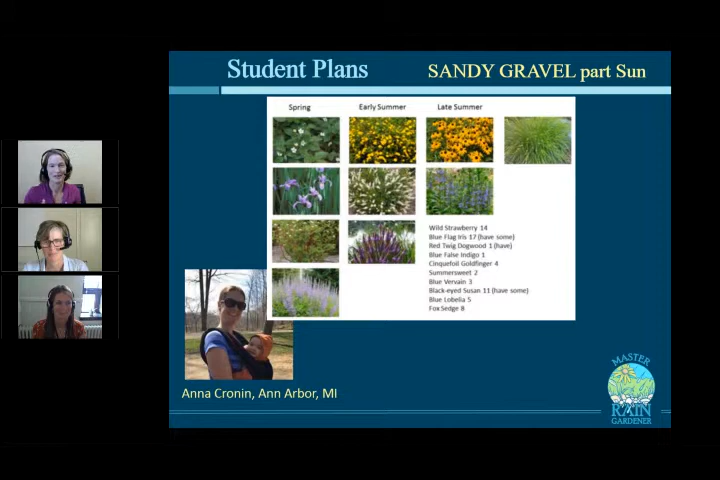 Student Plans
SANDY GRAVEL part Sun
Spring
Early Summer
Late Summer
Wild Strawberry 14
Blue Flag Iris 17 (have some)
Red Twig Dogwood 1 (have)
Blue False Indigo 1
Cinquefoil Goldfinger 4
Summersweet 2
Blue Vervain 3
Black-eyed Susan 11 (have some)
Blue Lobelia 5
Fox Sedge 8
Anna Cronin, Ann Arbor, MI
MASTER
RAIN
GARDENER